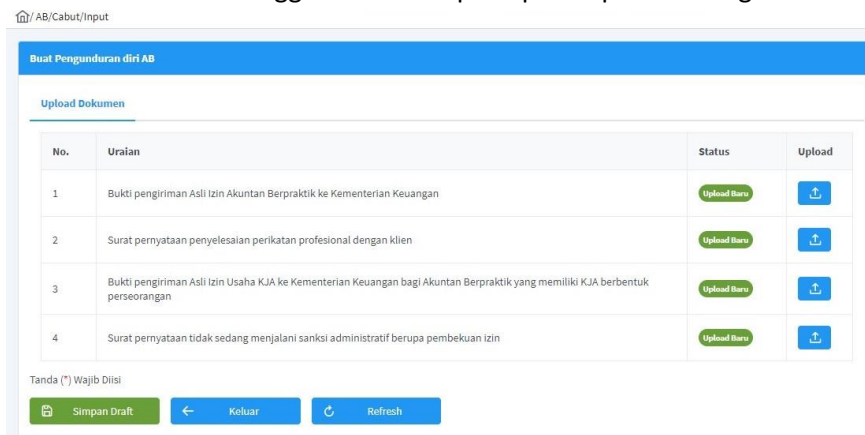 / AB/Cabut/Input
Buat Pengunduran diri AB
Upload Dokumen
No. Uraian Status Upload
1 Bukti pengiriman Asli Izin Akuntan Berpraktik ke Kementerian Keuangan Upload Baru
2 Surat pernyataan penyelesaian perikatan profesional dengan klien Upload Baru
3 Bukti pengiriman Asli Izin Usaha KJA ke Kementerian Keuangan bagi Akuntan Berpraktik yang memiliki KJA berbentuk
perseorangan Upload Baru
4 Surat pernyataan tidak sedang menjalani sanksi administratif berupa pembekuan izin Upload Baru
Tanda (*) Wajib Diisi
Simpan Draft Keluar Refresh